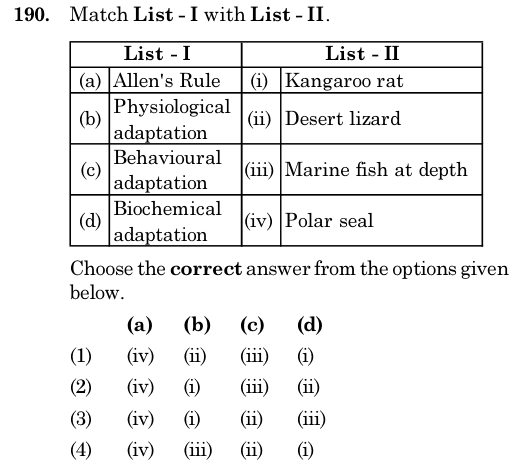 190. Match List - I with List - II.
List - I List - II
(a) Allen's Rule (i) Kangaroo rat
(b) Physiological adaptation (ii) Desert lizard
(c) Behavioural adaptation (iii) Marine fish at depth
(d) Biochemical adaptation (iv) Polar seal
Choose the correct answer from the options given
below.
(a) (b) (c) (d)
(1) (iv) (ii) (iii) (i)
(2) (iv) (i) (iii) (ii)
(3) (iv) (i) (ii) (iii)
(4) (iv) (iii) (ii) (i)